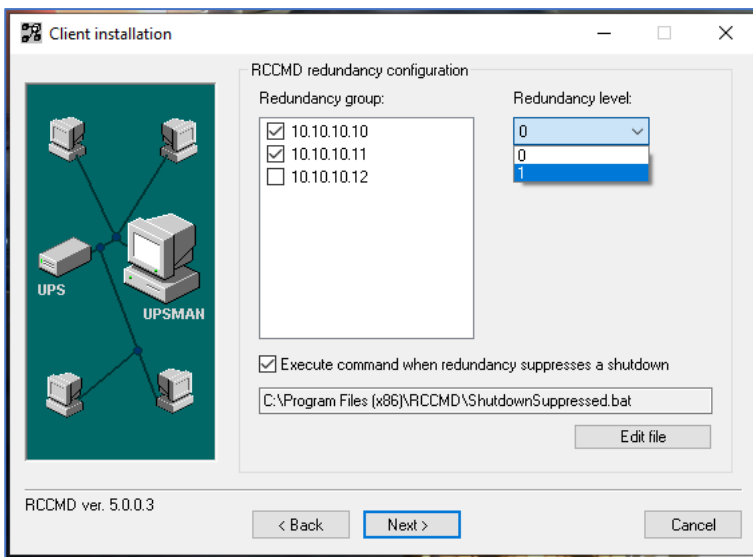 Client installation
RCCMD redundancy configuration
Redundancy group:
Redundancy level:
10.10.10.10
10.10.10.11
10.10.10.12
0
0
1
UPS
UPSMAN
Execute command when redundancy suppresses a shutdown
C:\Program Files (x86)\RCCMD\ShutdownSuppressed.bat
Edit file
RCCMD ver. 5.0.0.3
< Back
Next >
Cancel